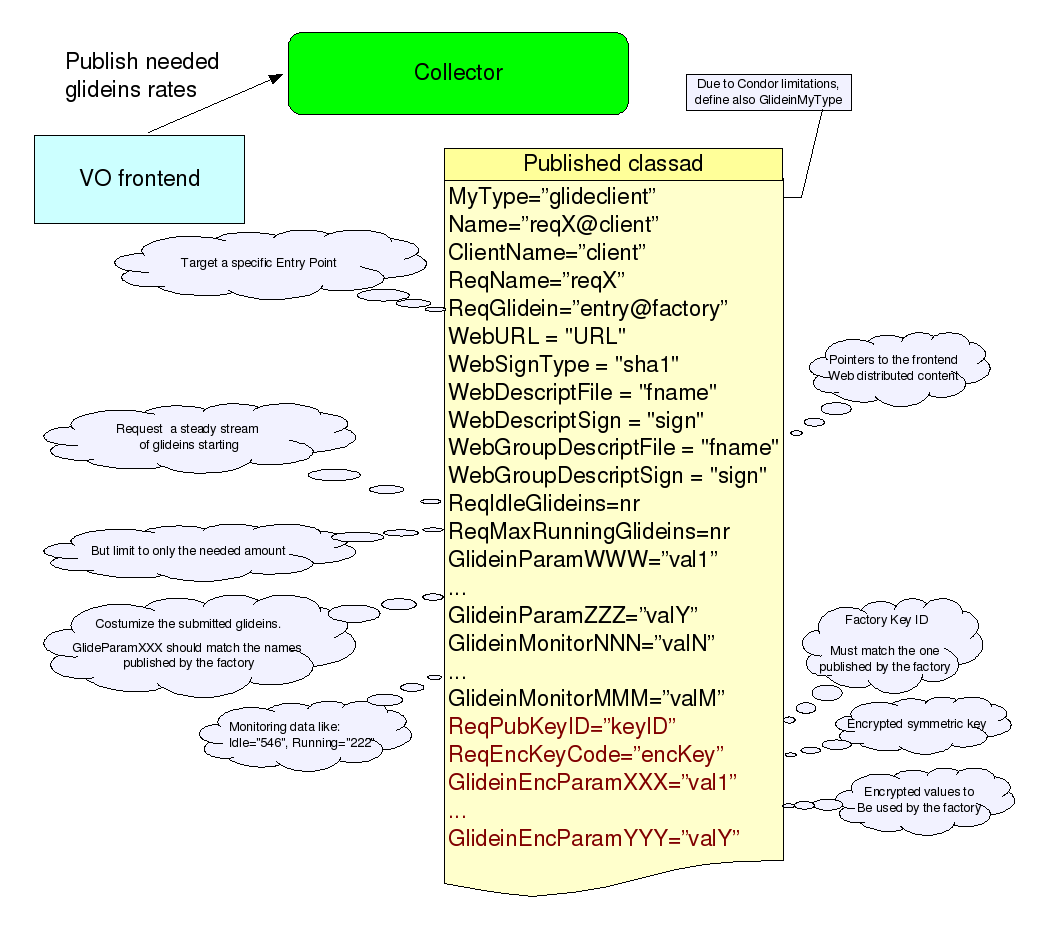 Publish needed
glideins rates
Collector
Due to Condor limitations,
define also GlideinMyType
VO frontend
Published classad
MyType=”glideclient”
Name=”reqX@client”
ClientName=”client”
ReqName=”reqX”
ReqGlidein=”entry@factory”
WebURL = "URL"
WebSignType = "sha1"
WebDescriptFile = "fname"
WebDescriptSign = "sign"
WebGroupDescriptFile = "fname"
WebGroupDescriptSign = "sign"
ReqIdleGlideins=nr
ReqMaxRunningGlideins=nr
GlideinParamWWW=”val1”
...
GlideinParamZZZ=”valY”
GlideinMonitorNNN=”valN”
...
GlideinMonitorMMM=”valM”
ReqPubKeyID=”keyID”
ReqEncKeyCode=”encKey”
GlideinEncParamXXX=”val1”
...
GlideinEncParamYYY=”valY”
Target a specific Entry Point
Request a steady stream
of glideins starting
But limit to only the needed amount
Costumize the submitted glideins.
GlideParamXXX should match the names
published by the factory
Monitoring data like:
Idle="546", Running="222"
Pointers to the frontend
Web distributed content
Factory Key ID
Must match the one
published by the factory
Encrypted symmetric key
Encrypted values to
Be used by the factory